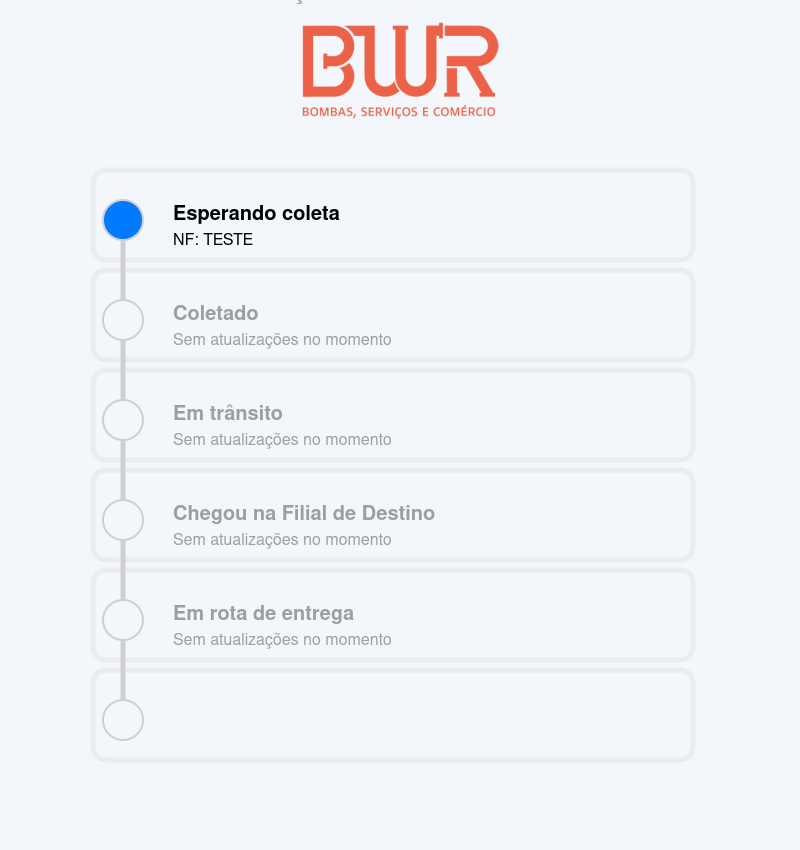 BWR
BOMBAS, SERVIÇOS E COMÉRCIO
Esperando coleta
NF: TESTE
Coletado
Sem atualizações no momento
Em trânsito
Sem atualizações no momento
Chegou na Filial de Destino
Sem atualizações no momento
Em rota de entrega
Sem atualizações no momento